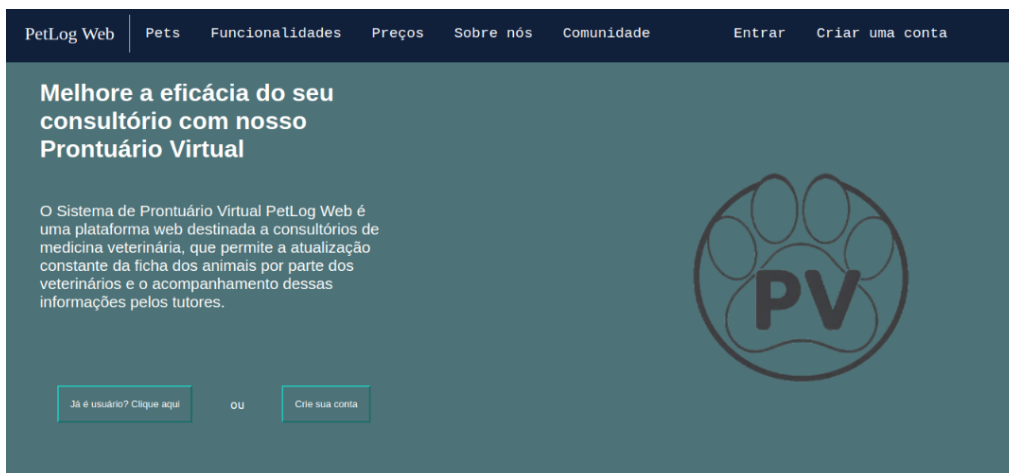 PetLog Web Pets Funcionalidades Preços Sobre nós Comunidade Entrar Criar uma conta
Melhore a eficácia do seu
consultório com nosso
Prontuário Virtual
O Sistema de Prontuário Virtual PetLog Web é
uma plataforma web destinada a consultórios de
medicina veterinária, que permite a atualização
constante da ficha dos animais por parte dos
veterinários e o acompanhamento dessas
informações pelos tutores.
Já é usuário? Clique aqui ou Crie sua conta
PV